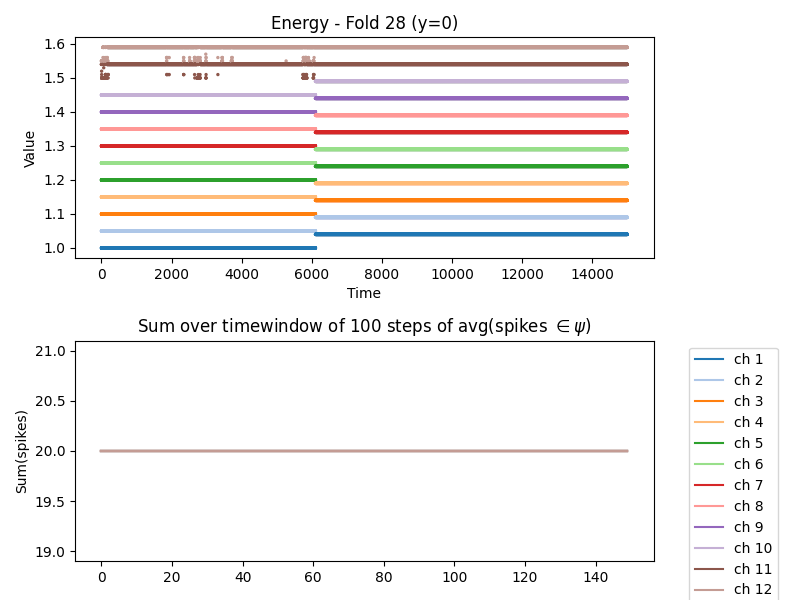 Energy - Fold 28 (y=0)
1.6
1.5
1.4
1.3
1.2
1.1
1.0
Value
0 2000 4000 6000 8000 10000 12000 14000
Time
Sum over timewindow of 100 steps of avg(spikes ∈ ψ)
21.0
20.5
20.0
19.5
19.0
Sum(spikes)
0 20 40 60 80 100 120 140
ch 1
ch 2
ch 3
ch 4
ch 5
ch 6
ch 7
ch 8
ch 9
ch 10
ch 11
ch 12